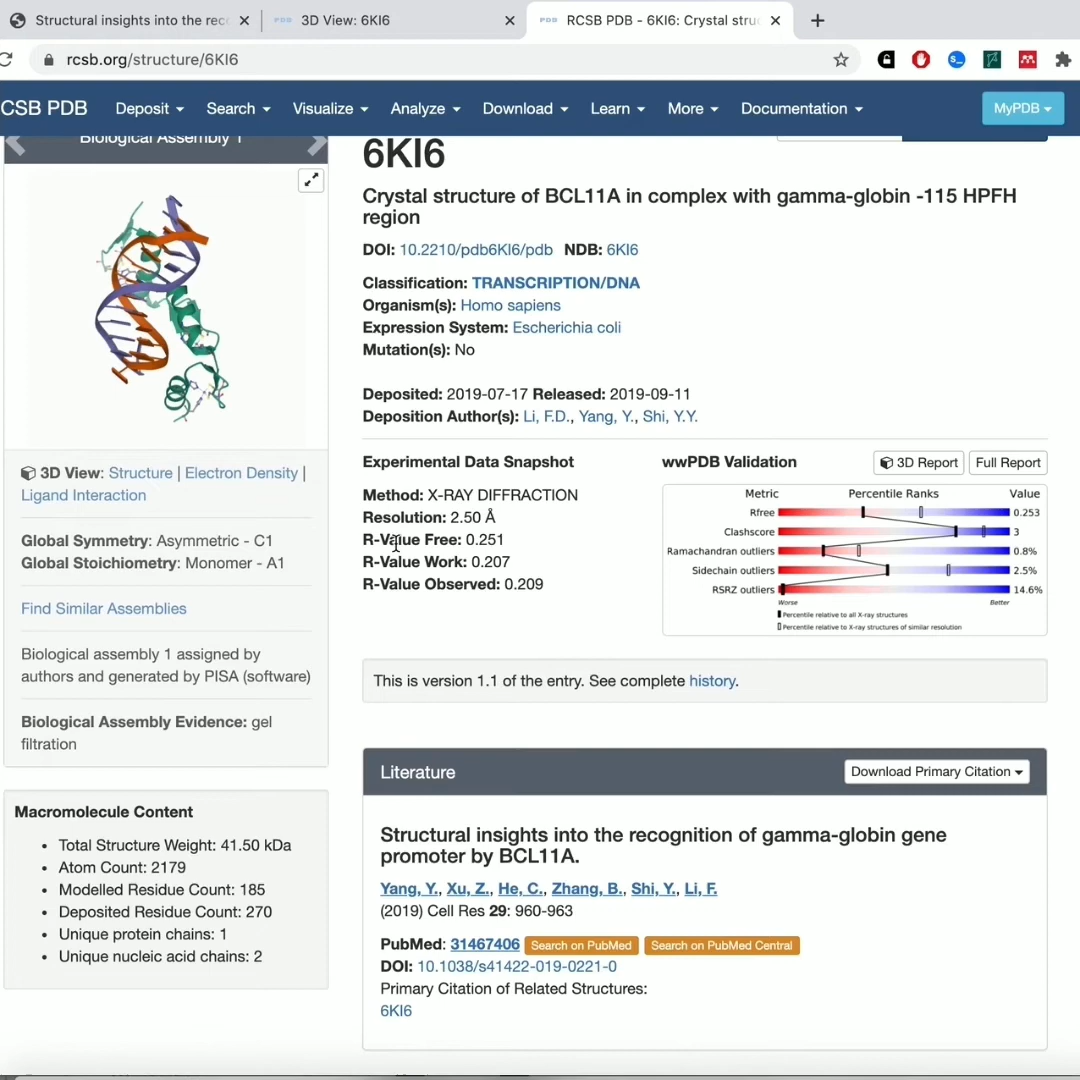 Structural insights into the rec
3D View: 6KI6
RCSB PDB - 6KI6: Crystal stru
rcsb.org/structure/6KI6
CSB PDB
Deposit
Search
Visualize
Analyze
Download
Learn
More
Documentation
MyPDB
Biological Assembly 1
6KI6
Crystal structure of BCL11A in complex with gamma-globin -115 HPFH
region
DOI: 10.2210/pdb6KI6/pdb NDB: 6KI6
Classification: TRANSCRIPTION/DNA
Organism(s): Homo sapiens
Expression System: Escherichia coli
Mutation(s): No
Deposited: 2019-07-17 Released: 2019-09-11
Deposition Author(s): Li, F.D., Yang, Y., Shi, Y.Y.
3D View: Structure | Electron Density |
Ligand Interaction
Global Symmetry: Asymmetric - C1
Global Stoichiometry: Monomer - A1
Find Similar Assemblies
Biological assembly 1 assigned by
authors and generated by PISA (software)
Biological Assembly Evidence: gel
filtration
Macromolecule Content
• Total Structure Weight: 41.50 kDa
• Atom Count: 2179
• Modelled Residue Count: 185
• Deposited Residue Count: 270
• Unique protein chains: 1
• Unique nucleic acid chains: 2
Experimental Data Snapshot
Method: X-RAY DIFFRACTION
Resolution: 2.50 Å
R-Value Free: 0.251
R-Value Work: 0.207
R-Value Observed: 0.209
wwPDB Validation
3D Report
Full Report
Metric Percentile Ranks Value
Rfree 0.253
Clashscore 3
Ramachandran outliers 0.8%
Sidechain outliers 2.5%
RSRZ outliers 14.6%
Worse Better
Percentile relative to all X-ray structures
Percentile relative to X-ray structures of similar resolution
This is version 1.1 of the entry. See complete history.
Literature
Download Primary Citation
Structural insights into the recognition of gamma-globin gene
promoter by BCL11A.
Yang, Y., Xu, Z., He, C., Zhang, B., Shi, Y., Li, F.
(2019) Cell Res 29: 960-963
PubMed: 31467406 Search on PubMed Search on PubMed Central
DOI: 10.1038/s41422-019-0221-0
Primary Citation of Related Structures:
6KI6